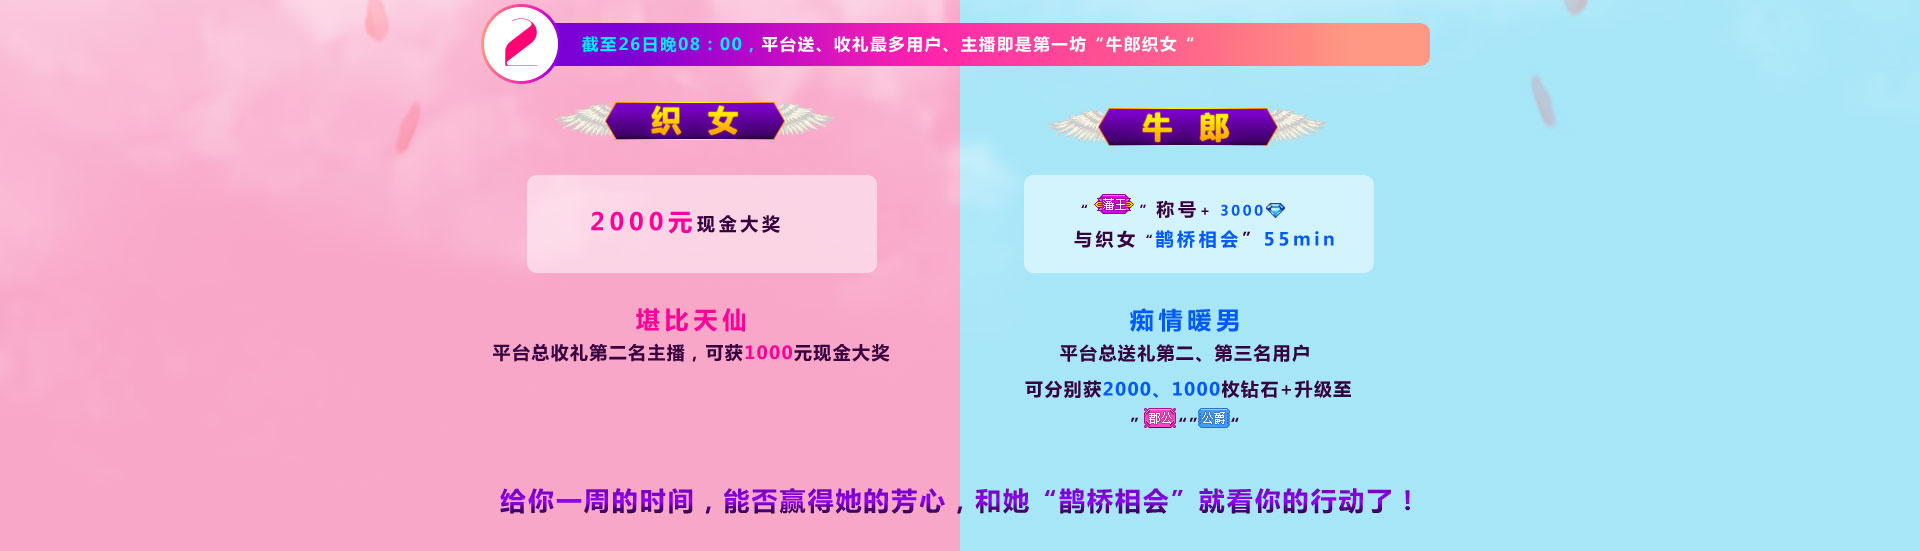 2
截至26日晚08：00，平台送、收礼最多用户、主播即是第一坊“牛郎织女“
织 女
2000元现金大奖
堪比天仙
平台总收礼第二名主播，可获1000元现金大奖
牛 郎
“藩王” 称号+ 3000
与织女“鹊桥相会” 55min
痴情暖男
平台总送礼第二、第三名用户
可分别获2000、1000枚钻石+升级至
”郡公“”公爵“
给你一周的时间，能否赢得她的芳心，和她“鹊桥相会”就看你的行动了！